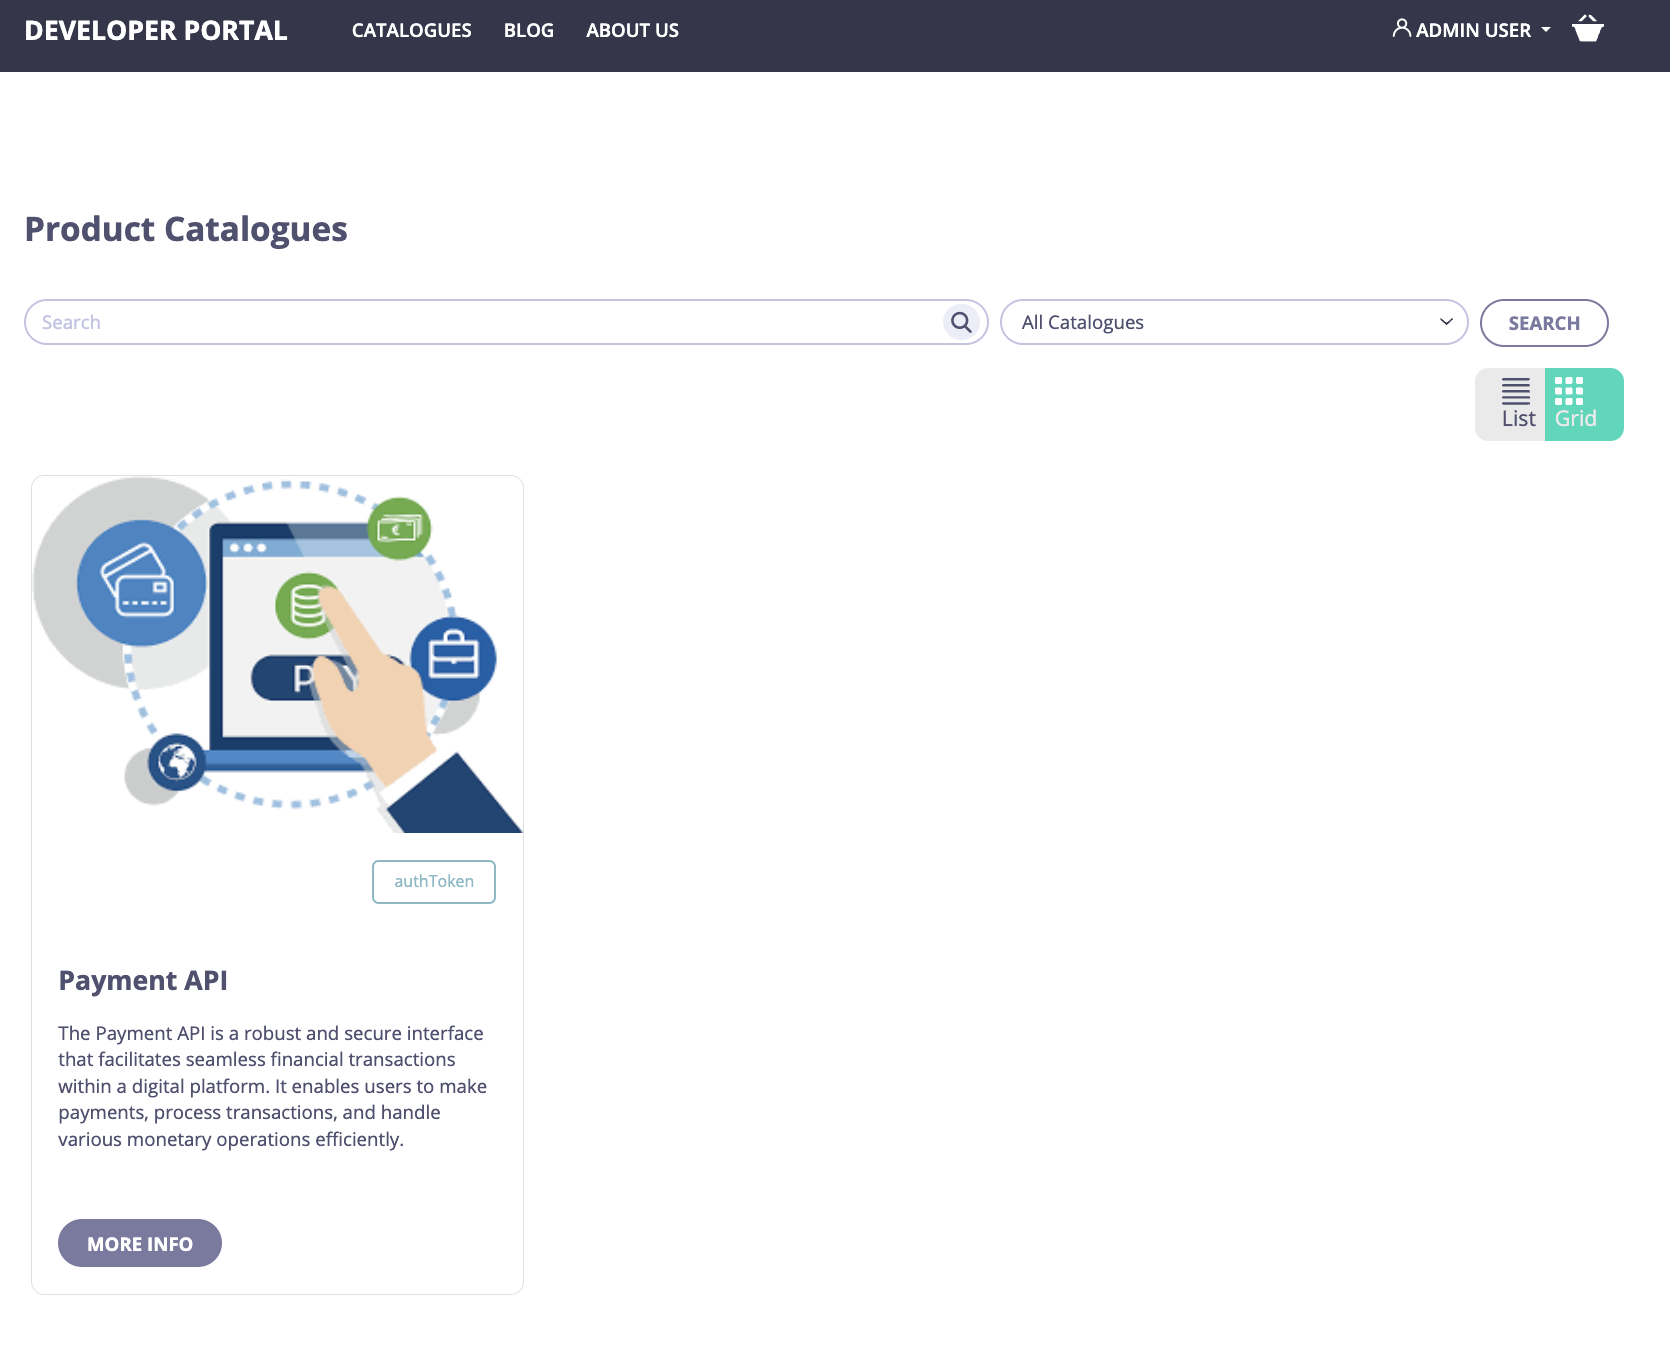 DEVELOPER PORTAL CATALOGUES BLOG ABOUT US ADMIN USER
Product Catalogues
Search All Catalogues SEARCH
List Grid
authToken
Payment API
The Payment API is a robust and secure interface
that facilitates seamless financial transactions
within a digital platform. It enables users to make
payments, process transactions, and handle
various monetary operations efficiently.
MORE INFO